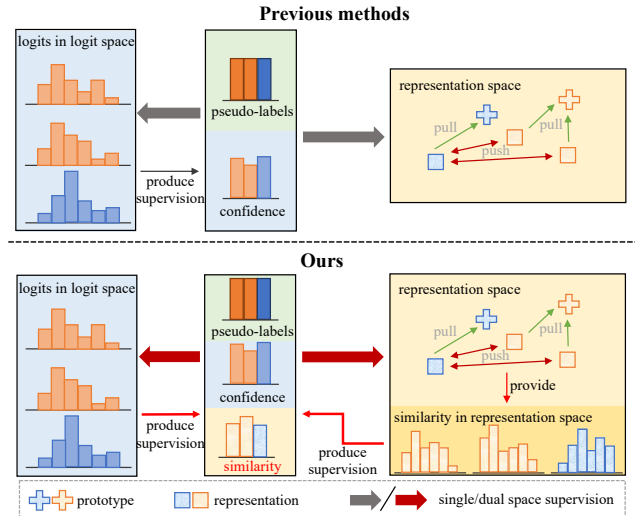 Previous methods
logits in logit space
pseudo-labels
produce
supervision
confidence
representation space
pull
push
pull
Ours
logits in logit space
pseudo-labels
confidence
produce
supervision
similarity
representation space
pull
push
pull
provide
similarity in representation space
produce
supervision
prototype
representation
single/dual space supervision